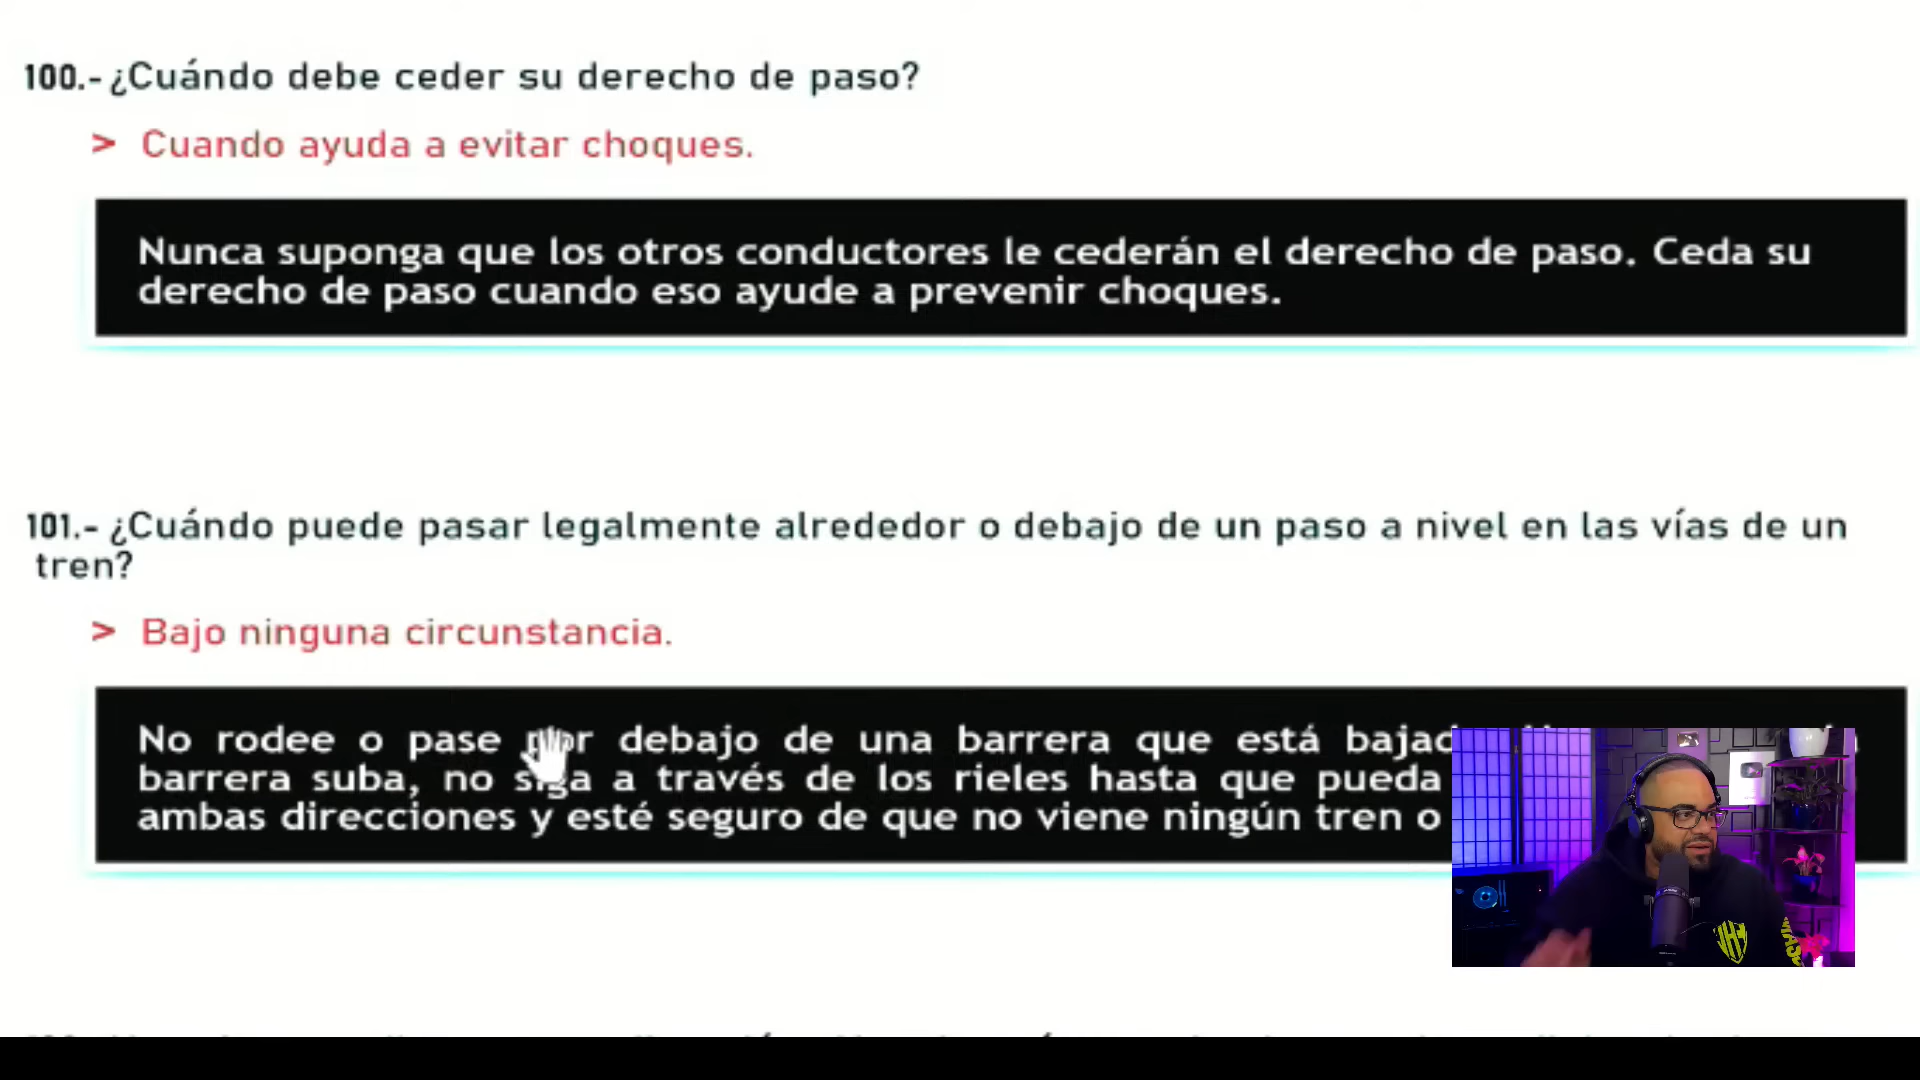 100.- ¿Cuándo debe ceder su derecho de paso?
> Cuando ayuda a evitar choques.
Nunca suponga que los otros conductores le cederán el derecho de paso. Ceda su
derecho de paso cuando eso ayude a prevenir choques.
101.- ¿Cuándo puede pasar legalmente alrededor o debajo de un paso a nivel en las vías de un
tren?
> Bajo ninguna circunstancia.
No rodee o pase por debajo de una barrera que está
barrera suba, no siga a través de los rieles hasta que pueda
ambas direcciones y esté seguro de que no viene ningún tren o